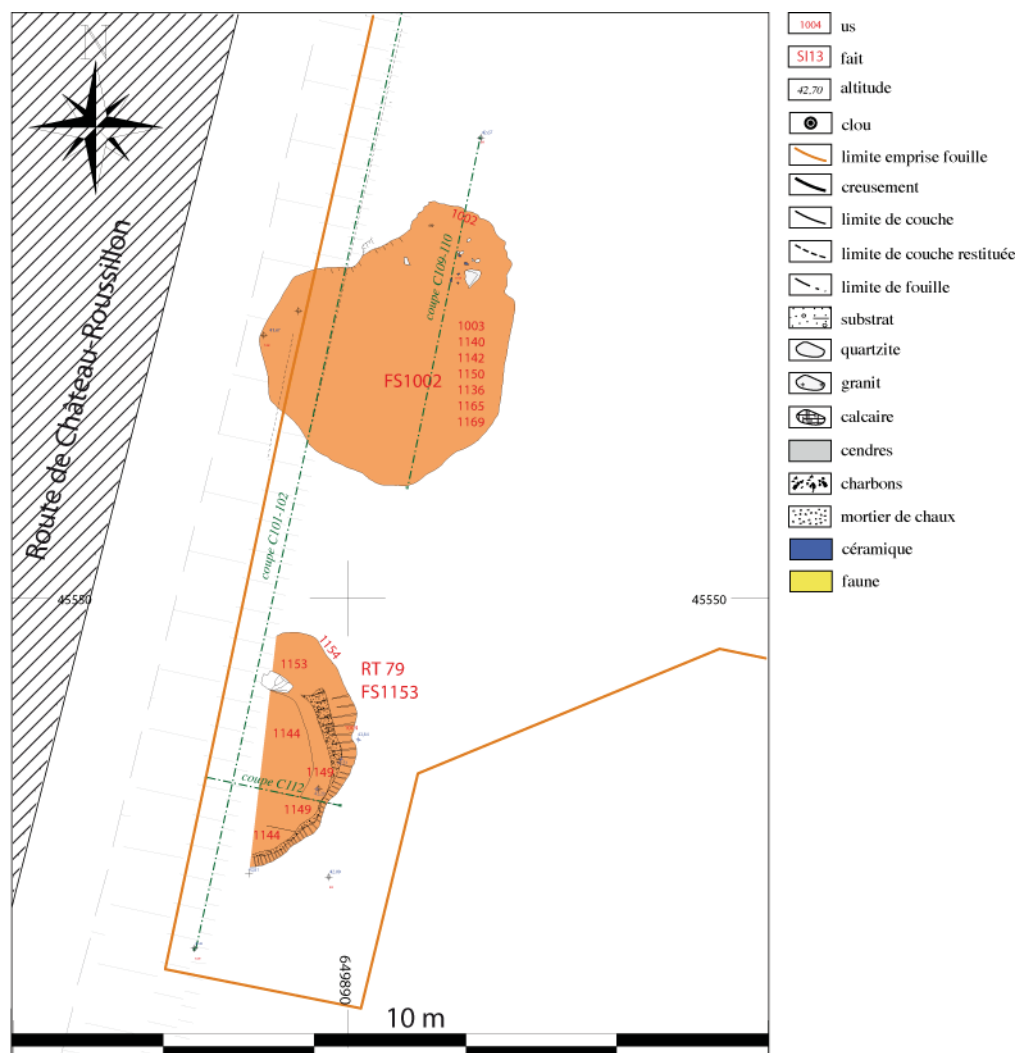 N
Route de Château-Roussillon
1002
coupe C109-110
1003
1140
1142
1150
1136
1165
1169
FS1002
coupe C101-102
45550
45550
1154
1153
RT 79
FS1153
1144
1149
coupe C112
1149
1144
649890
10 m
1004 us
SI13 fait
42,70 altitude
clou
limite emprise fouille
creusement
limite de couche
limite de couche restituée
limite de fouille
substrat
quartzite
granit
calcaire
cendres
charbons
mortier de chaux
céramique
faune